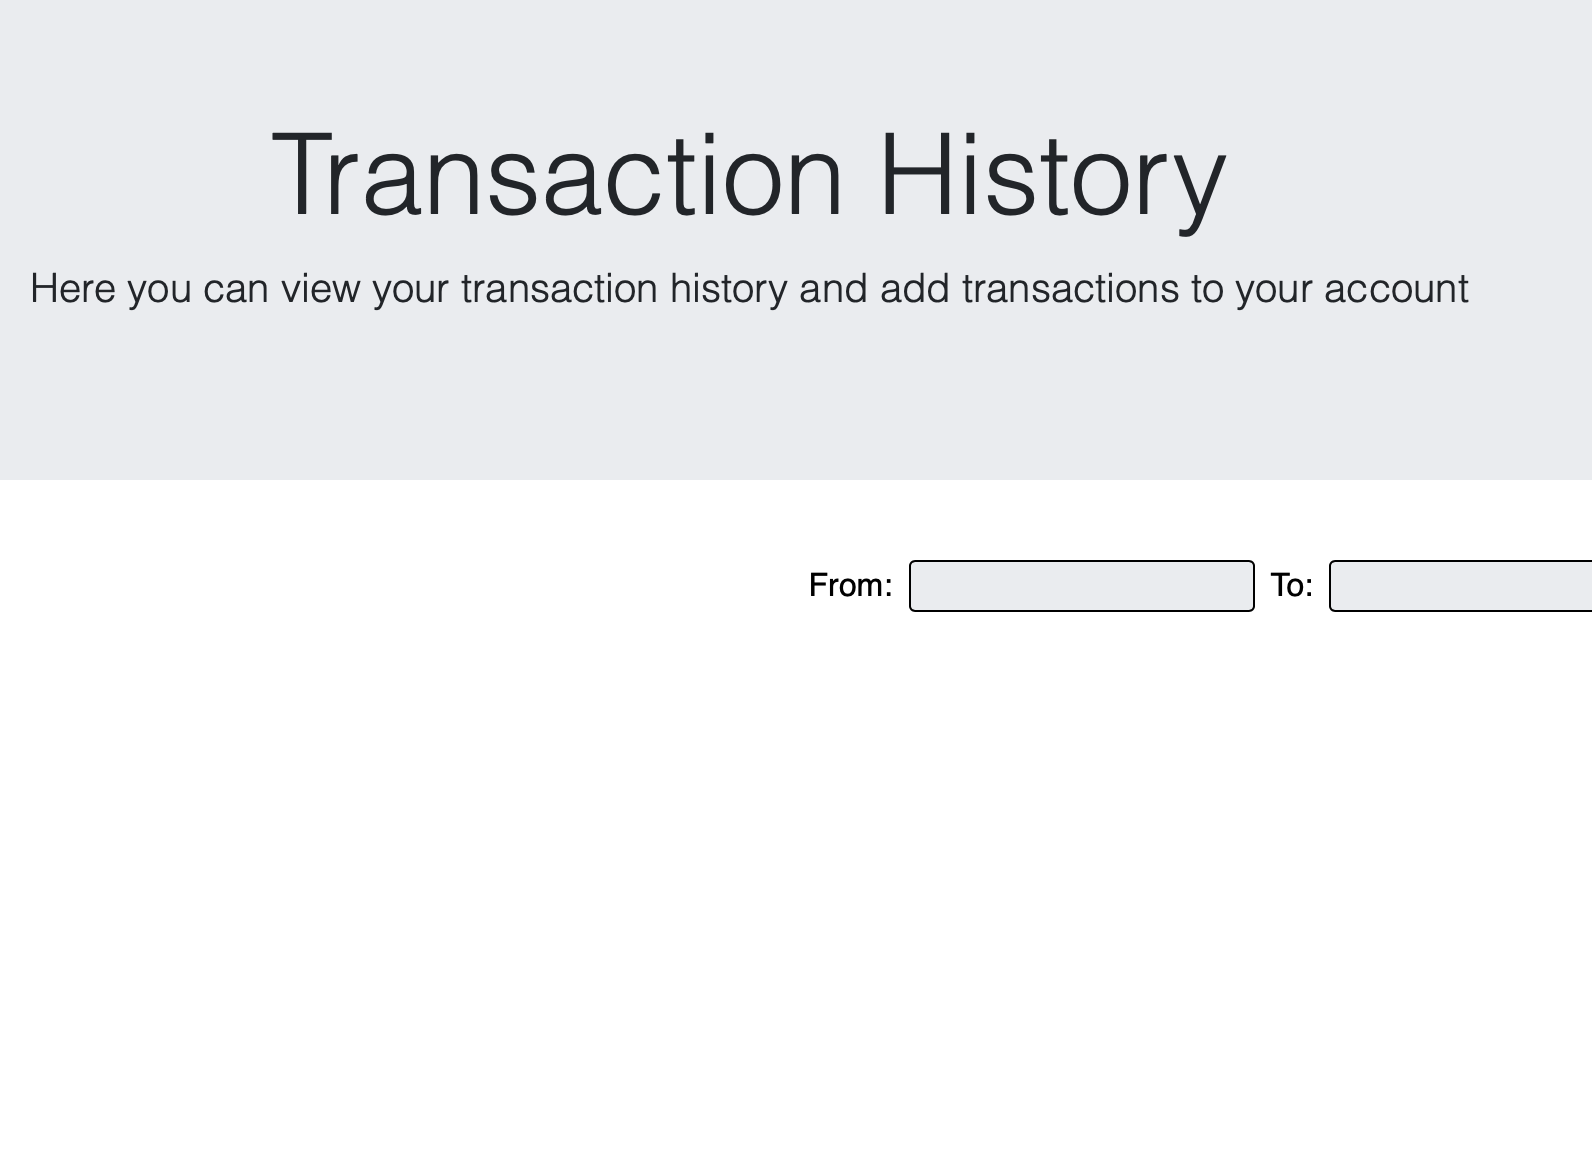 Transaction History
Here you can view your transaction history and add transactions to your account
From: To: